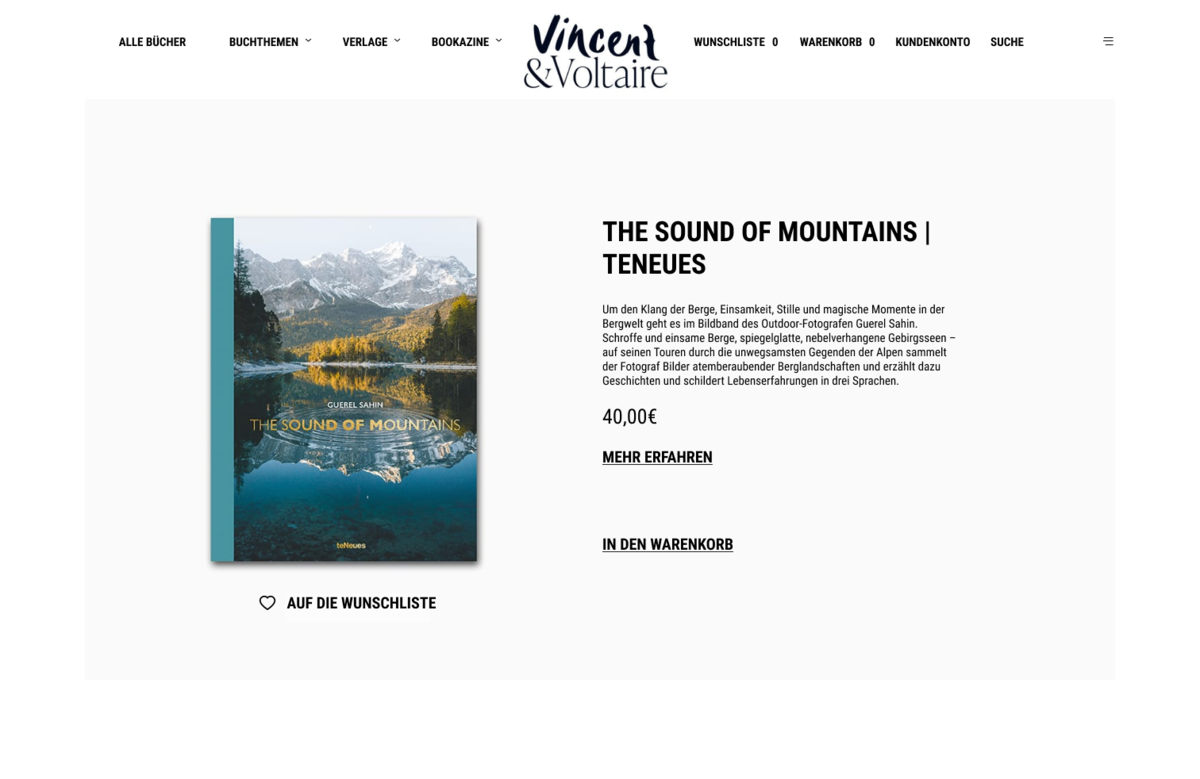 ALLE BÜCHER
BUCHTHEMEN
VERLAGE
BOOKAZINE
Vincent
&Voltaire
WUNSCHLISTE 0
WARENKORB 0
KUNDENKONTO
SUCHE
GUEREL SAHIN
THE SOUND OF MOUNTAINS
teNeues
AUF DIE WUNSCHLISTE
THE SOUND OF MOUNTAINS |
TENEUES
Um den Klang der Berge, Einsamkeit, Stille und magische Momente in der
Bergwelt geht es im Bildband des Outdoor-Fotografen Guerel Sahin.
Schroffe und einsame Berge, spiegelglatte, nebelverhangene Gebirgsseen –
auf seinen Touren durch die unwegsamsten Gegenden der Alpen sammelt
der Fotograf Bilder atemberaubender Berglandschaften und erzählt dazu
Geschichten und schildert Lebenserfahrungen in drei Sprachen.
40,00€
MEHR ERFAHREN
IN DEN WARENKORB